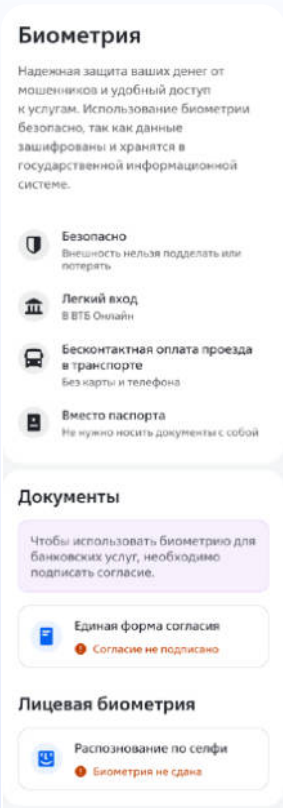 Биометрия
Надежная защита ваших денег от
мошенников и удобный доступ
к услугам. Использование биометрии
безопасно, так как данные
зашифрованы и хранятся в
государственной информационной
системе.
Безопасно
Внешность нельзя подделать или
потерять
Легкий вход
В ВТБ Онлайн
Бесконтактная оплата проезда
в транспорте
Без карты и телефона
Вместо паспорта
Не нужно носить документы с собой
Документы
Чтобы использовать биометрию для
банковских услуг, необходимо
подписать согласие.
Единая форма согласия
Согласие не подписано
Лицевая биометрия
Распознование по селфи
Биометрия не сдана